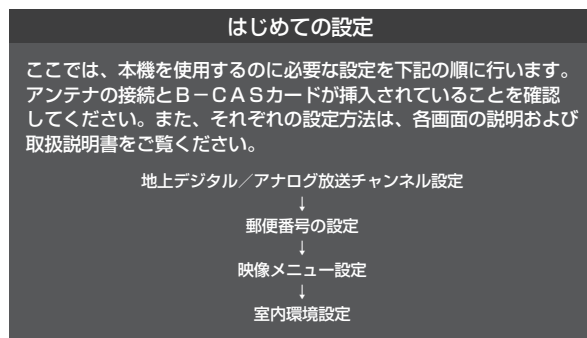 はじめての設定
ここでは、本機を使用するのに必要な設定を下記の順に行います。
アンテナの接続とB－CASカードが挿入されていることを確認
してください。また、それぞれの設定方法は、各画面の説明および
取扱説明書をご覧ください。
地上デジタル／アナログ放送チャンネル設定
↓
郵便番号の設定
↓
映像メニュー設定
↓
室内環境設定